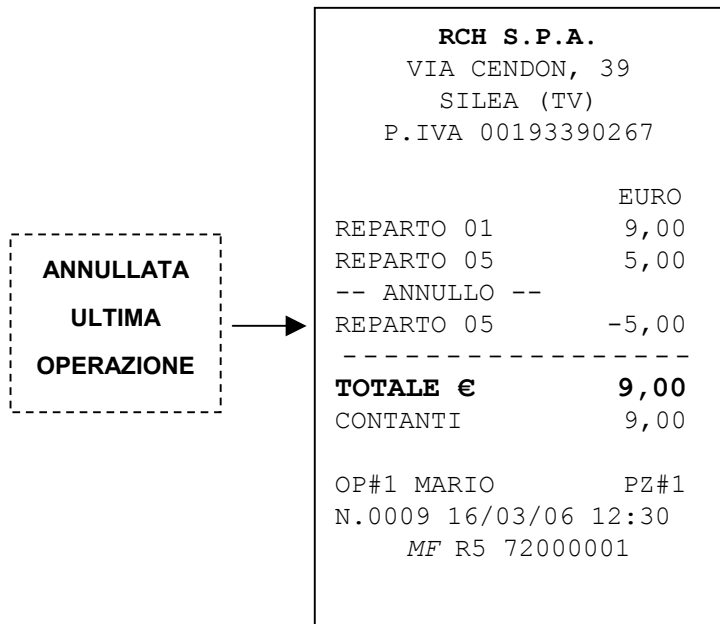 RCH S.P.A.
VIA CENDON, 39
SILEA (TV)
P.IVA 00193390267
EURO
REPARTO 01 9,00
REPARTO 05 5,00
-- ANNULLO --
REPARTO 05 -5,00
- - - - - - - - - - - - - - - - -
TOTALE € 9,00
CONTANTI 9,00
OP#1 MARIO PZ#1
N.0009 16/03/06 12:30
MF R5 72000001
ANNULLATA
ULTIMA
OPERAZIONE